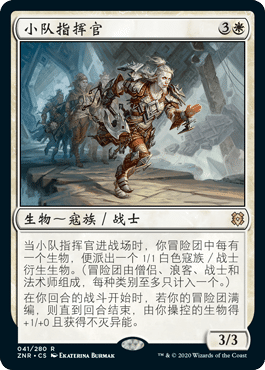 小队指挥官 3
生物～寇族／战士
当小队指挥官进战场时，你冒险团中每有
一个生物，便派出一个 1/1 白色寇族／战士
衍生生物。（冒险团由僧侣、浪客、战士和
法术师组成，每种类别至多只计入一个。）
在你回合的战斗开始时，若你的冒险团满
编，则直到回合结束，由你操控的生物得
+1/+0 且获得不灭异能。
3/3
041/280 R
ZNR • CS EKATERINA BURMAK
™ & © 2020 Wizards of the Coast